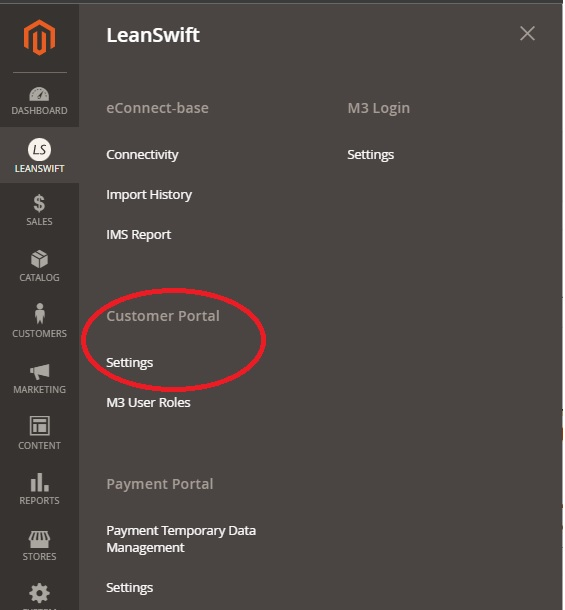 LeanSwift
DASHBOARD
LS
LEANSWIFT
SALES
CATALOG
CUSTOMERS
MARKETING
CONTENT
REPORTS
STORES
eConnect-base
Connectivity
Import History
IMS Report
Customer Portal
Settings
M3 User Roles
Payment Portal
Payment Temporary Data
Management
Settings
M3 Login
Settings